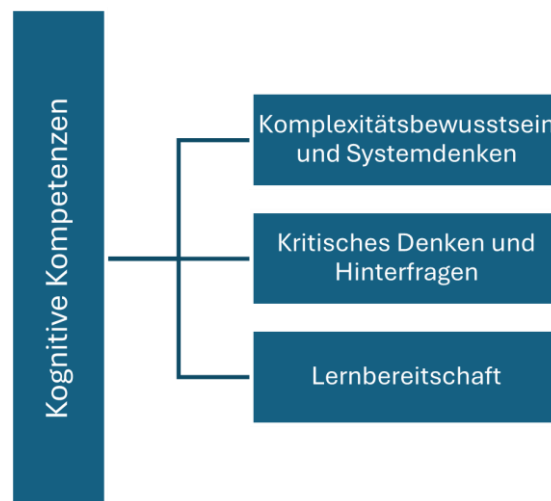 Kognitive Kompetenzen
Komplexitätsbewusstsein
und Systemdenken
Kritisches Denken und
Hinterfragen
Lernbereitschaft